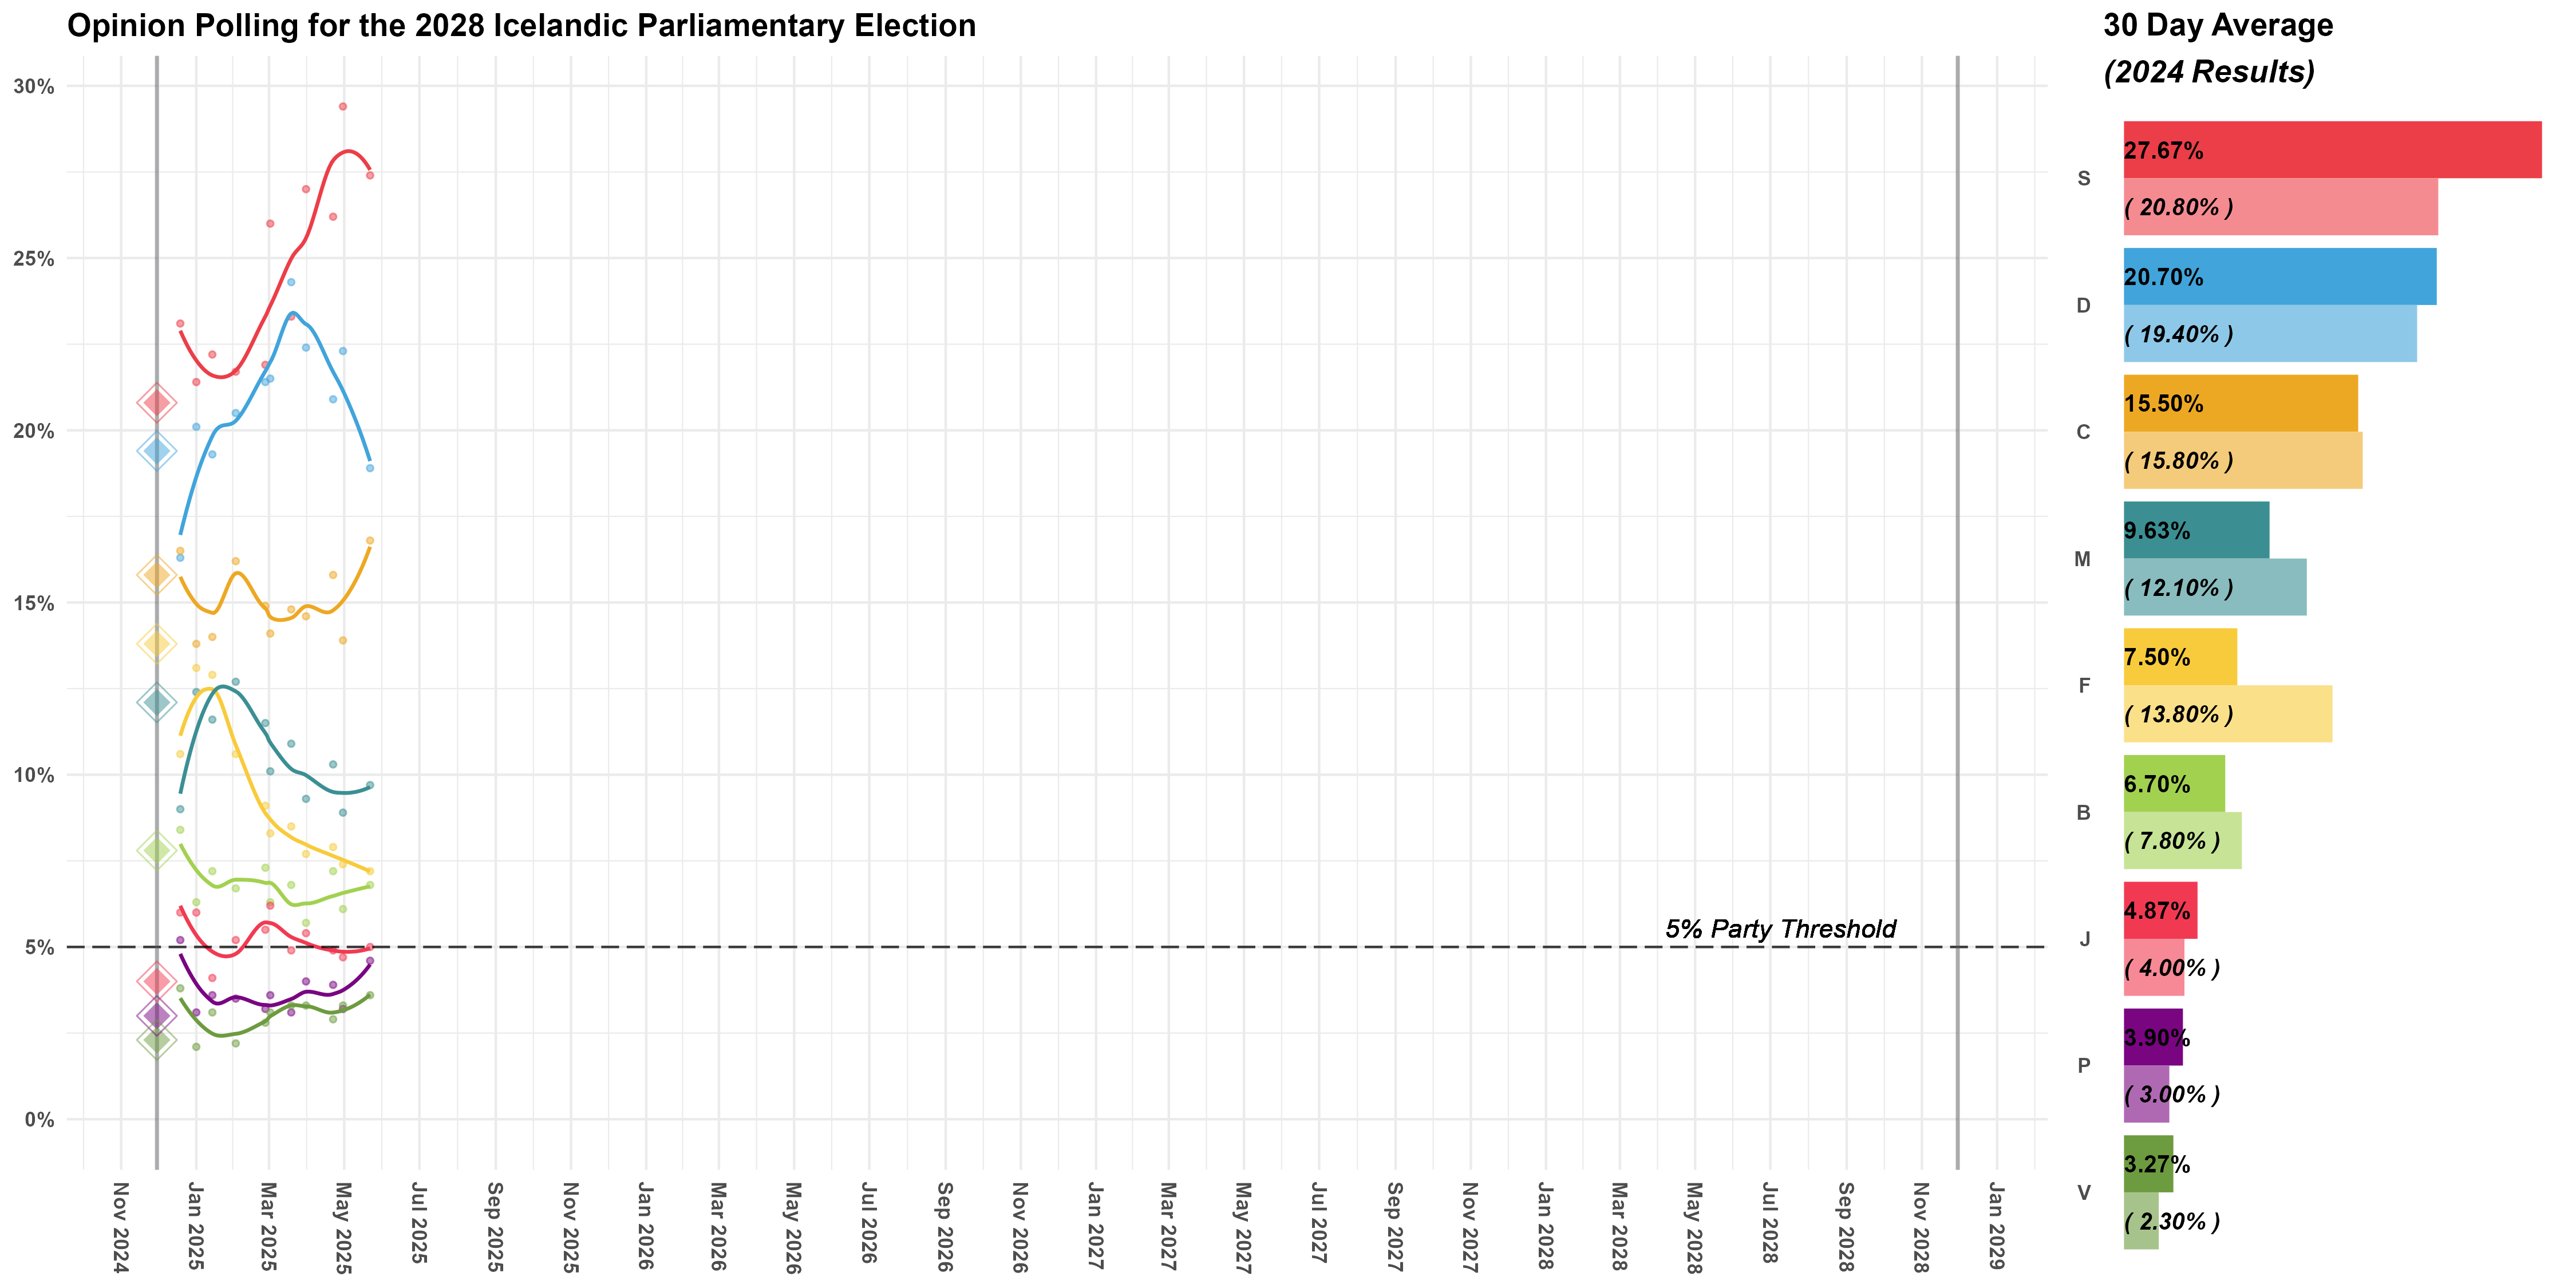 Opinion Polling for the 2028 Icelandic Parliamentary Election
30%
25%
20%
15%
10%
5%
0%
5% Party Threshold
Nov 2024
Jan 2025
Mar 2025
May 2025
Jul 2025
Sep 2025
Nov 2025
Jan 2026
Mar 2026
May 2026
Jul 2026
Sep 2026
Nov 2026
Jan 2027
Mar 2027
May 2027
Jul 2027
Sep 2027
Nov 2027
Jan 2028
Mar 2028
May 2028
Jul 2028
Sep 2028
Nov 2028
Jan 2029
30 Day Average
(2024 Results)
S
27.67%
( 20.80% )
D
20.70%
( 19.40% )
C
15.50%
( 15.80% )
M
9.63%
( 12.10% )
F
7.50%
( 13.80% )
B
6.70%
( 7.80% )
J
4.87%
( 4.00% )
P
3.90%
( 3.00% )
V
3.27%
( 2.30% )